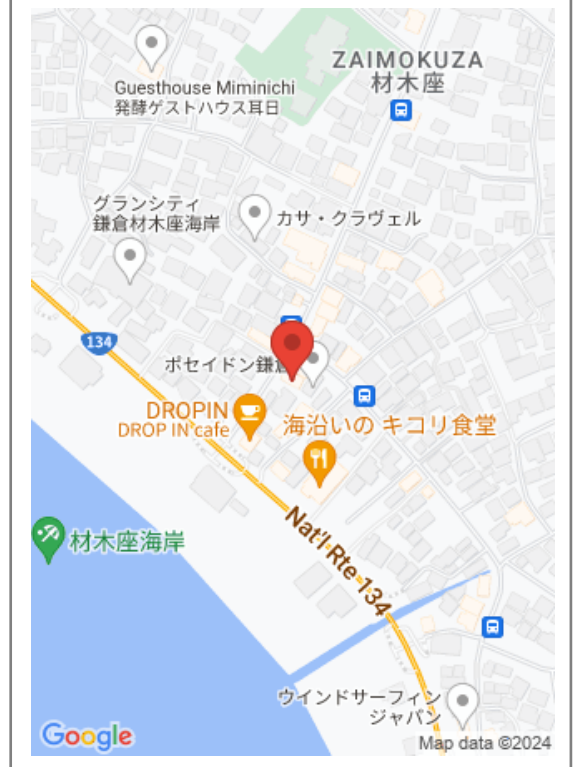 ZAIMOKUZA
材木座
Guesthouse Miminichi
発酵ゲストハウス耳日
グランシティ
鎌倉材木座海岸
カサ・クラヴェル
134
ポセイドン鎌倉
DROPIN
DROP IN cafe
海沿いの キコリ食堂
Nat'l Rte 134
材木座海岸
ウインドサーフィン
ジャパン
Google
Map data ©2024